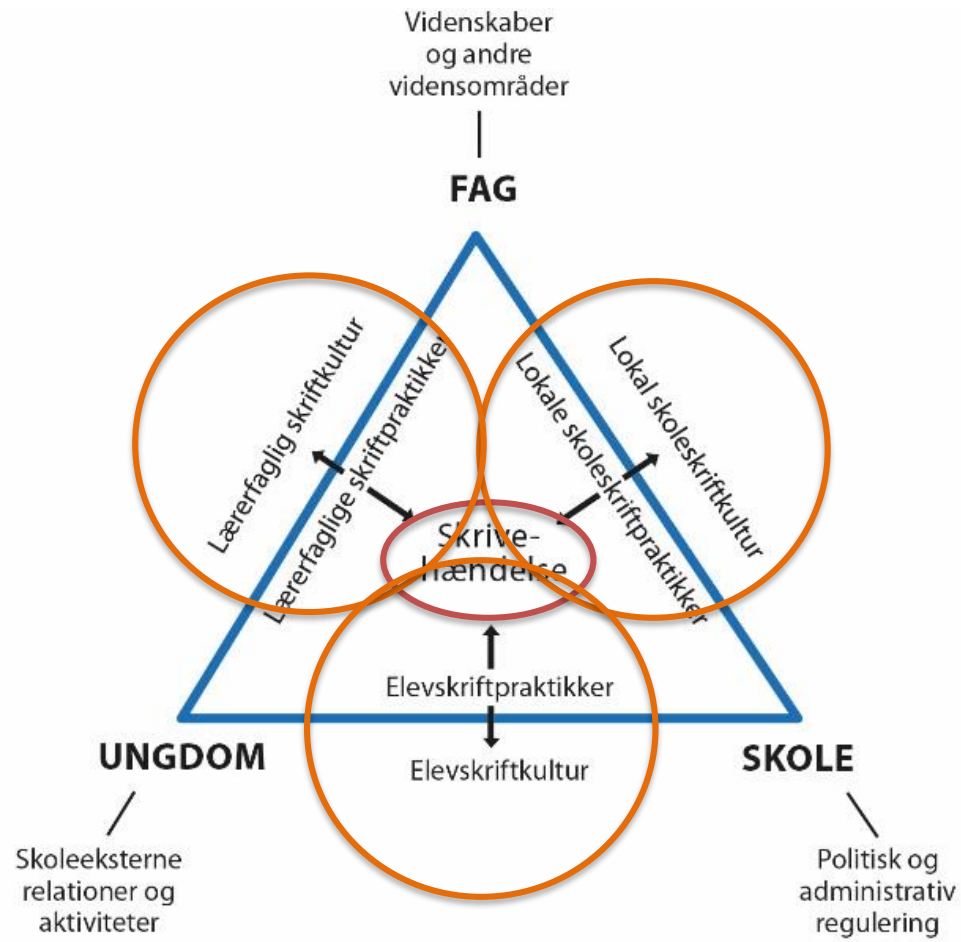 Videnskaber
og andre
vidensområder
FAG
Lærerfaglig skriftkultur
Lærerfaglige skriftpraktikker
Lokale skoleskriftpraktikker
Lokal skoleskriftkultur
Skrive-
hændelse
Elevskriftpraktikker
Elevskriftkultur
UNGDOM
SKOLE
Skoleeksterne
relationer og
aktiviteter
Politisk og
administrativ
regulering